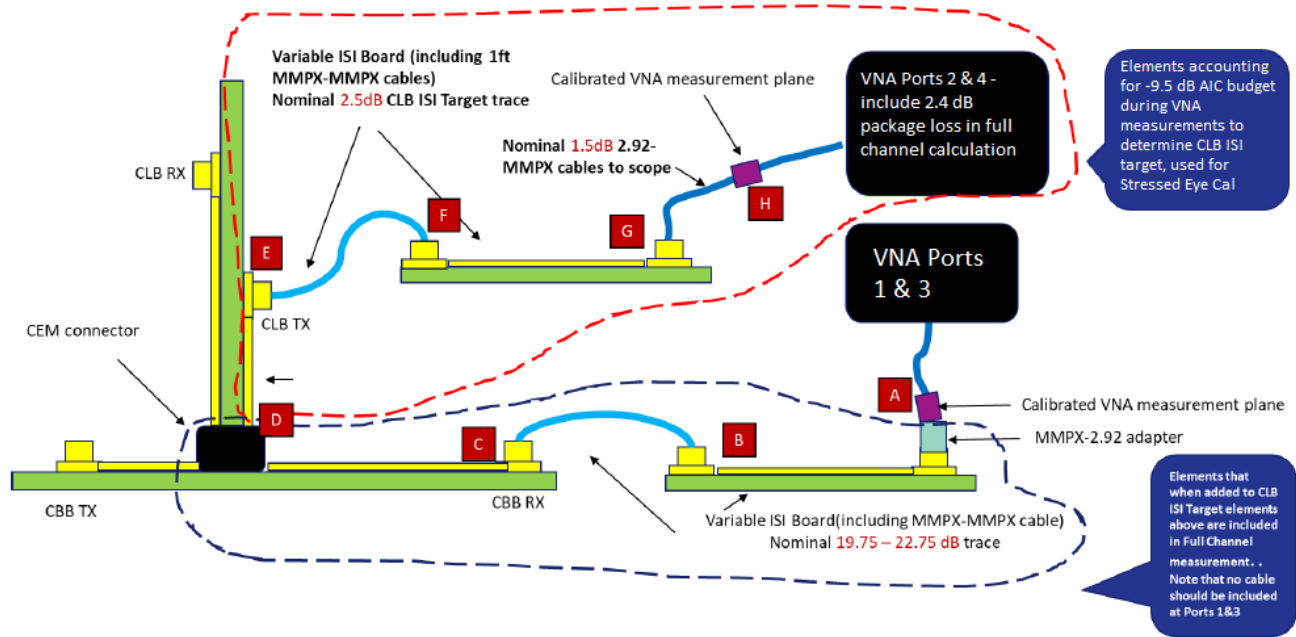 Variable ISI Board (including 1ft
MMPX-MMPX cables)
Nominal 2.5dB CLB ISI Target trace
Calibrated VNA measurement plane
VNA Ports 2 & 4 -
include 2.4 dB
package loss in full
channel calculation
Elements accounting
for -9.5 dB AIC budget
during VNA
measurements to
determine CLB ISI
target, used for
Stressed Eye Cal
Nominal 1.5dB 2.92-
MMPX cables to scope
CLB RX
H
F
G
E
VNA Ports
1 & 3
CLB TX
CEM connector
A
Calibrated VNA measurement plane
D
MMPX-2.92 adapter
C
B
CBB TX
CBB RX
Variable ISI Board(including MMPX-MMPX cable)
Nominal 19.75 – 22.75 dB trace
Elements that
when added to CLB
ISI Target elements
above are included
in Full Channel
measurement. .
Note that no cable
should be included
at Ports 1&3